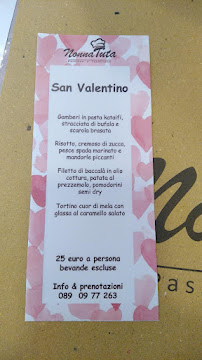 Nonna Tuta
San Valentino
Gamberi in pasta kataifi,
stracciata di bufala e
scarola brasata
Risotto, cremoso di zucca,
pesce spada marinato e
mandorle piccanti
Filetto di baccalà in olio
cottura, patata al
prezzemolo, pomodorini
semi dry
Tortino cuor di mela con
glassa al caramello salato
25 euro a persona
bevande escluse
Info & prenotazioni
089 09 77 263